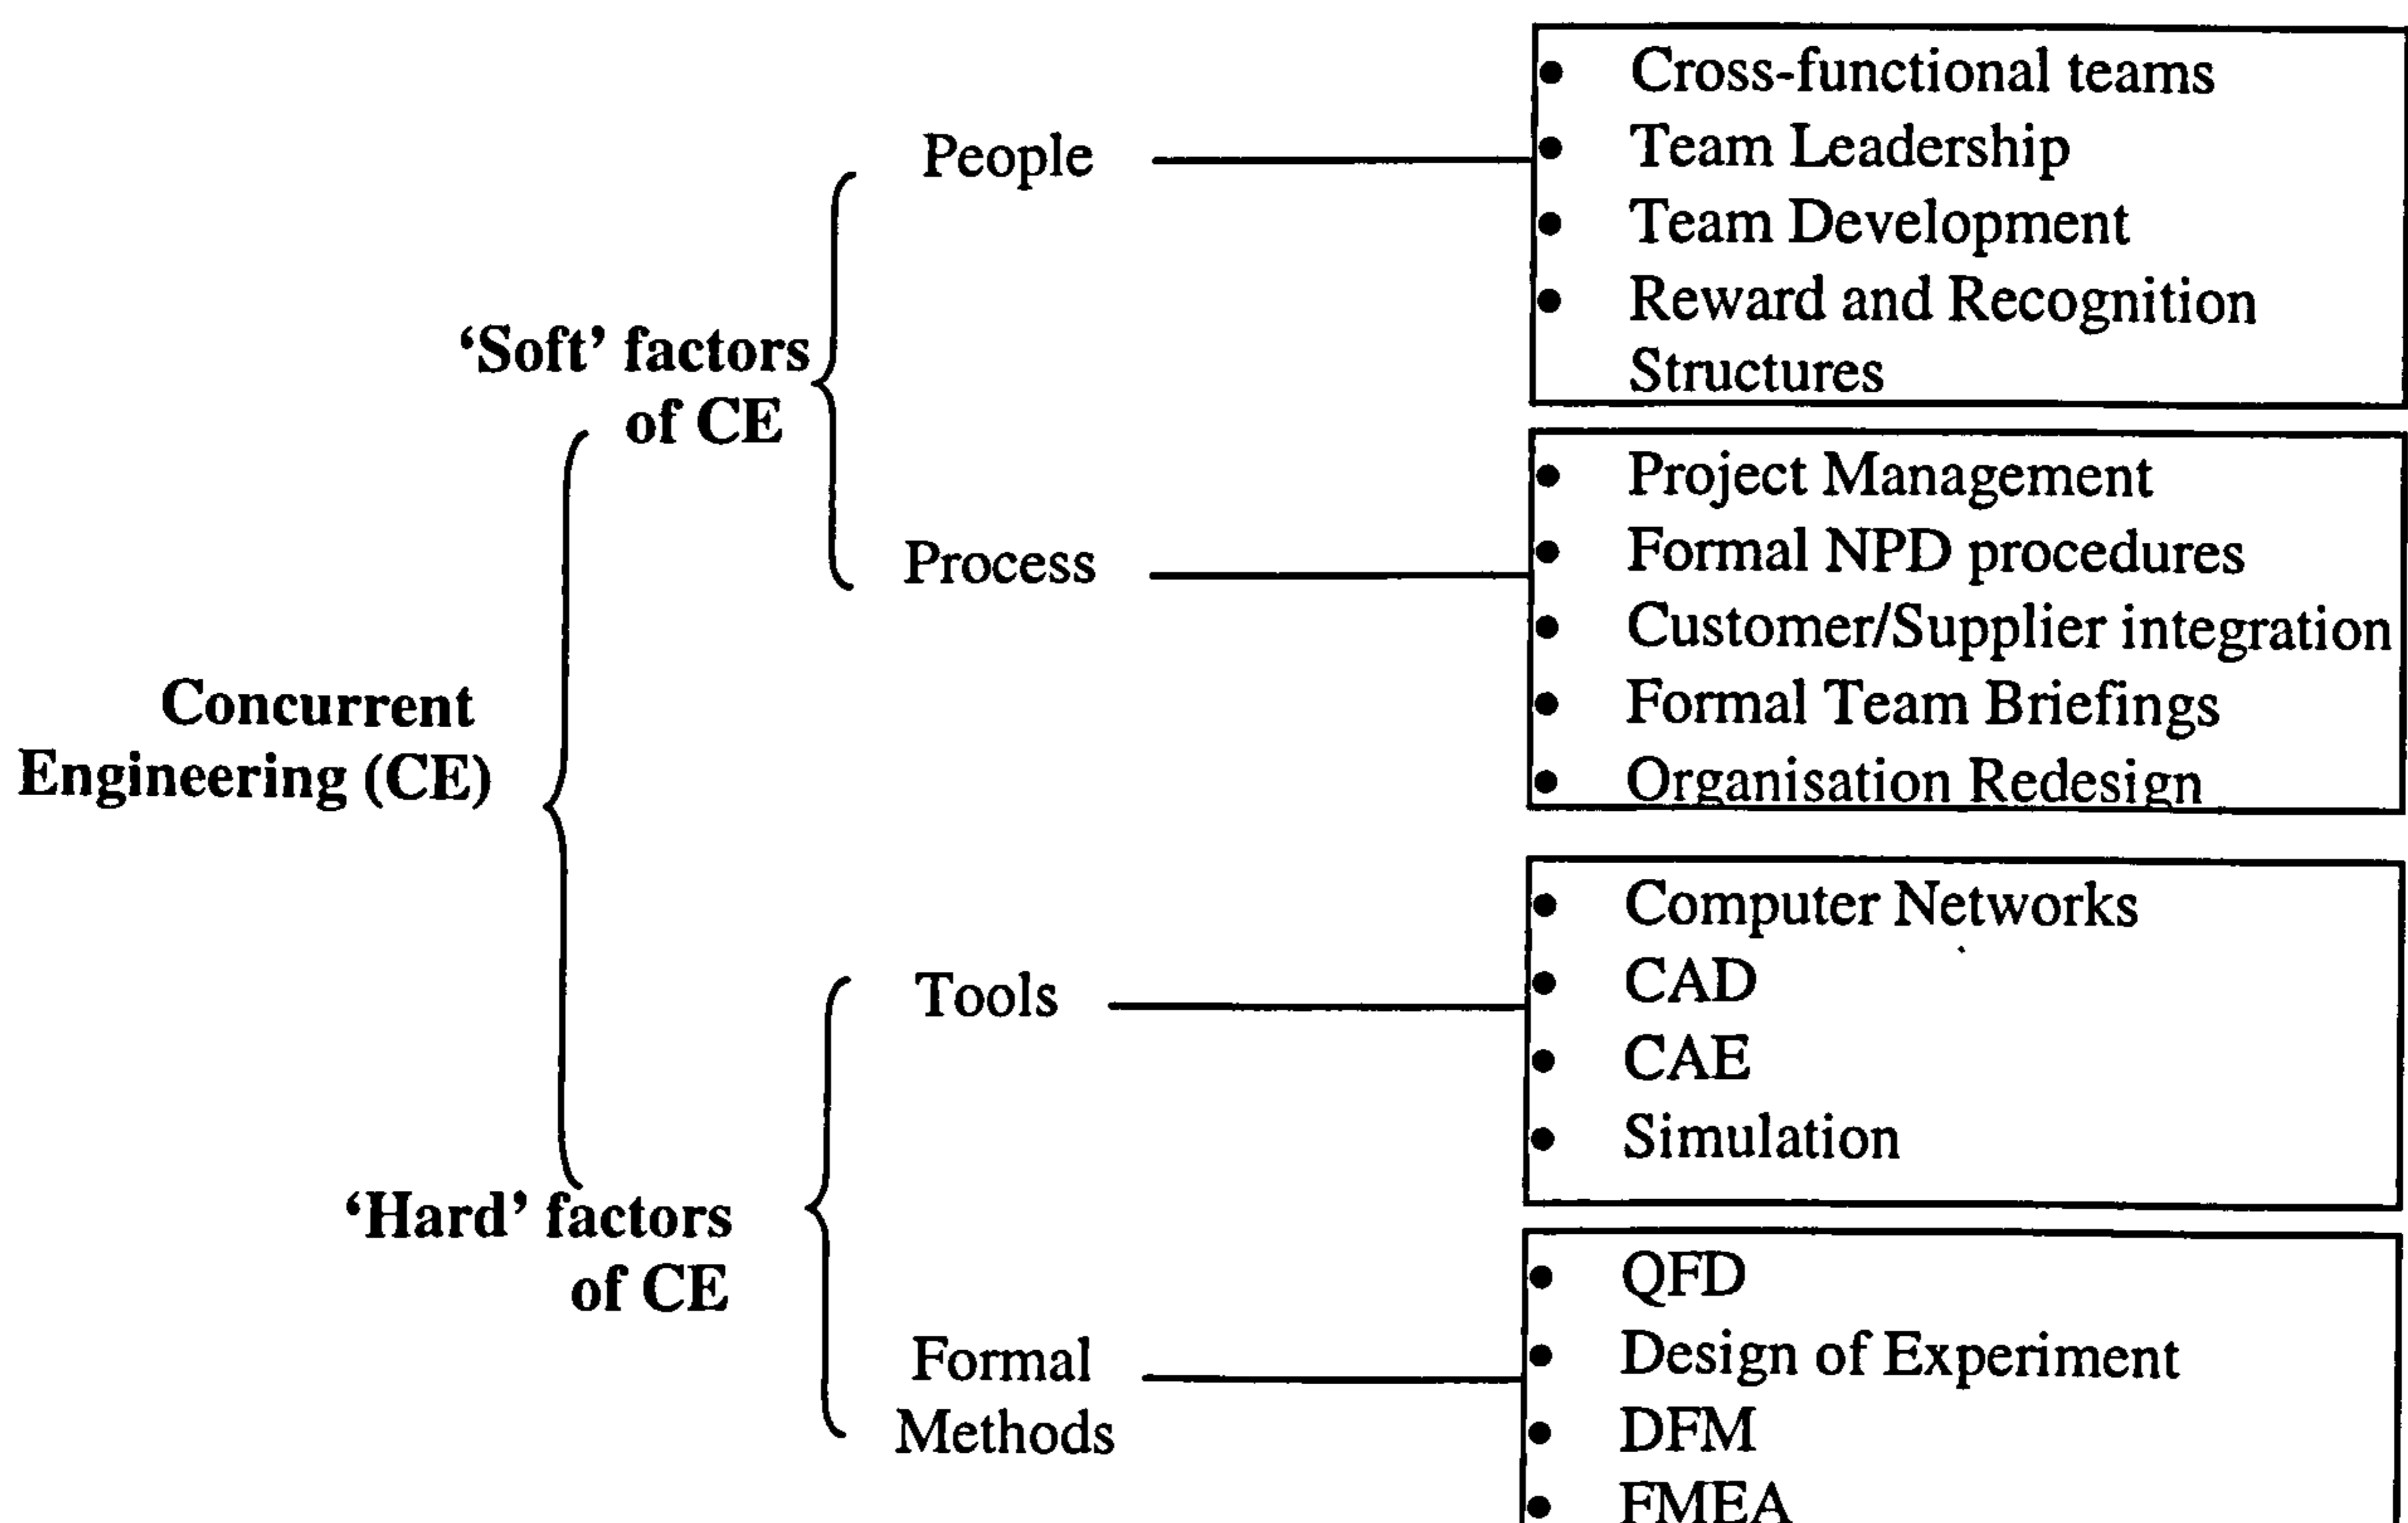 • Cross-functional teams
People
• Team Leadership
• Team Development
• Reward and Recognition
Structures
‘Soft’ factors
of CE
• Project Management
• Formal NPD procedures
Process
• Customer/Supplier integration
• Formal Team Briefings
• Organisation Redesign
Concurrent
Engineering (CE)
• Computer Networks
Tools
• CAD
• CAE
• Simulation
‘Hard’ factors
of CE
• QFD
• Design of Experiment
Formal
Methods
• DFM
• FMEA